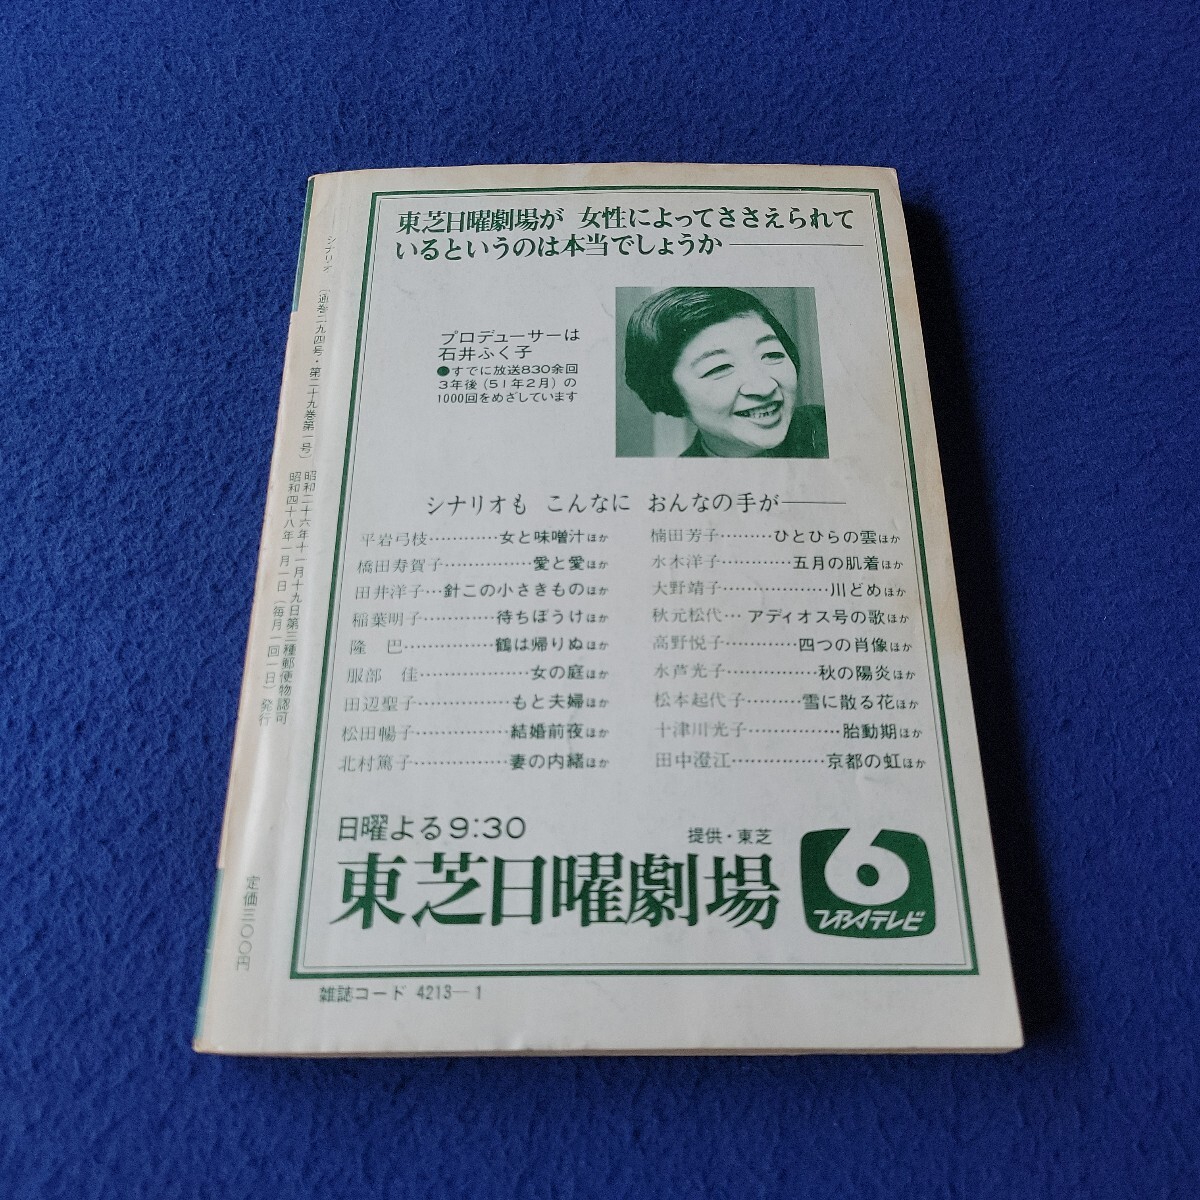 東芝日曜劇場が 女性によってささえられて
いるというのは本当でしょうか———
プロデューサーは
石井ふく子
●すでに放送830余回
3年後（51年2月）の
1000回をめざしています
シナリオも こんなに おんなの手が———
平岩弓枝…………女と味噌汁ほか
橋田寿賀子……………愛と愛ほか
田井洋子…針この小さきものほか
稲葉明子…………待ちぼうけほか
隆 巴……………鶴は帰りぬほか
服部 佳………………女の庭ほか
田辺聖子……………もと夫婦ほか
松田暢子……………結婚前夜ほか
北村篤子……………妻の内緒ほか
楠田芳子………ひとひらの雲ほか
水木洋子…………五月の肌着ほか
大野靖子………………川どめほか
秋元松代…アディオス号の歌ほか
高野悦子…………四つの肖像ほか
水芦光子……………秋の陽炎ほか
松本起代子………雪に散る花ほか
十津川光子……………胎動期ほか
田中澄江……………京都の虹ほか
日曜よる9:30
提供・東芝
東芝日曜劇場
6
TBSテレビ
雑誌コード 4213—1
シナリオ （通巻二九四号・第二十九巻第一号）
昭和二十六年十一月十九日第三種郵便物認可
昭和四十八年一月一日（毎月一回一日）発行
定価三〇〇円